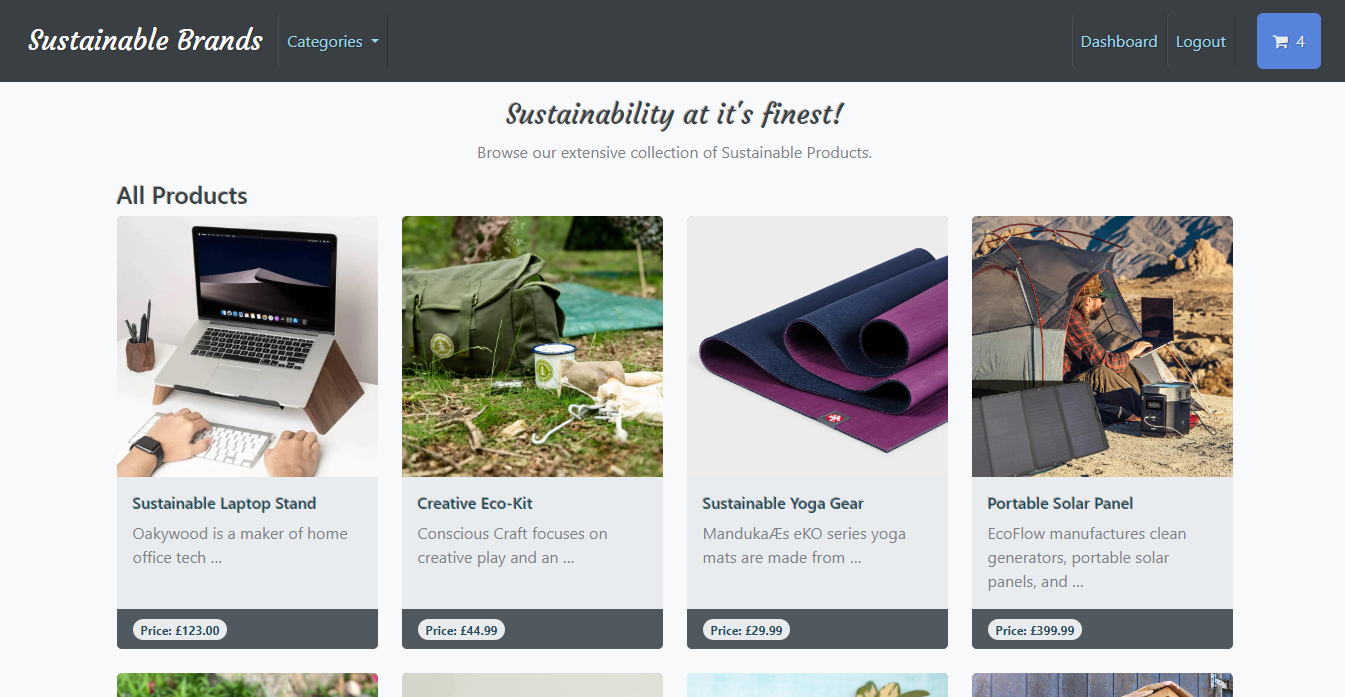 Sustainable Brands
Categories
Dashboard
Logout
4
Sustainability at it's finest!
Browse our extensive collection of Sustainable Products.
All Products
Sustainable Laptop Stand
Oakywood is a maker of home
office tech ...
Price: £123.00
Creative Eco-Kit
Conscious Craft focuses on
creative play and an ...
Price: £44.99
Sustainable Yoga Gear
MandukaÆs eKO series yoga
mats are made from ...
Price: £29.99
Portable Solar Panel
EcoFlow manufactures clean
generators, portable solar
panels, and ...
Price: £399.99